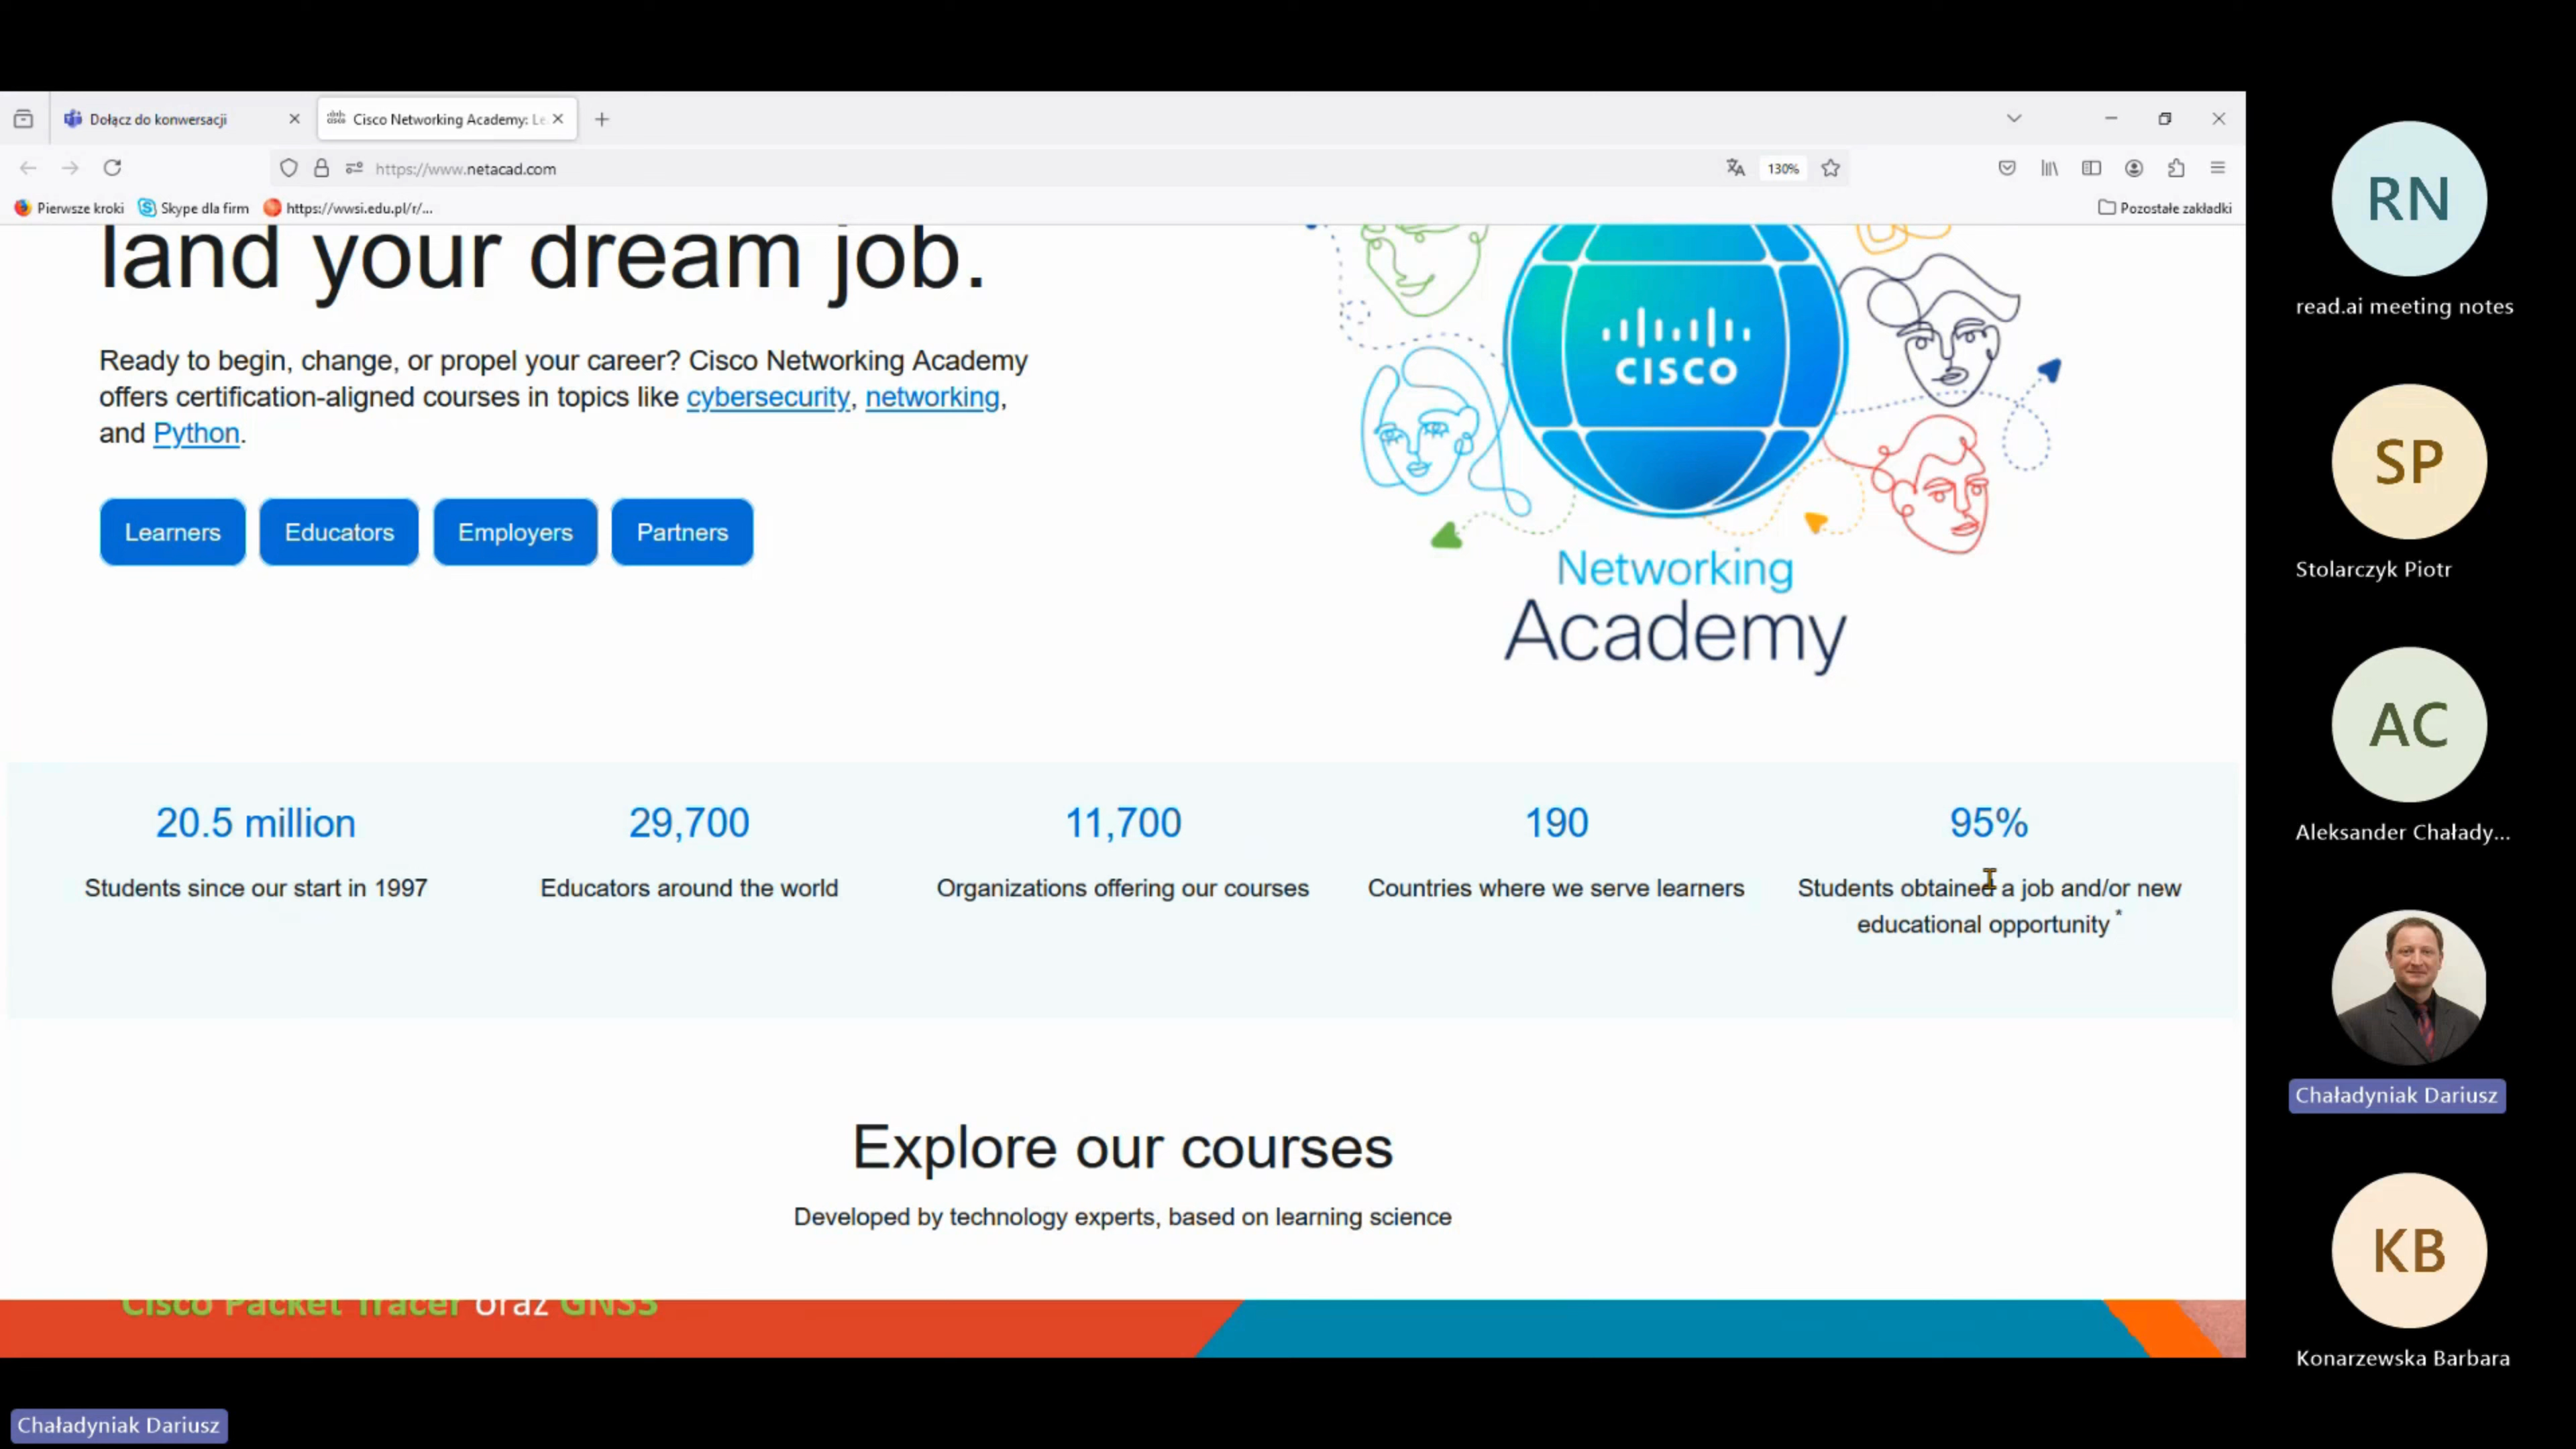 Dołącz do konwersacji
Cisco Networking Academy: Le
https://www.netacad.com
130%
Pierwsze kroki
Skype dla firm
https://wwsi.edu.pl/r/...
Pozostałe zakładki
land your dream job.
Ready to begin, change, or propel your career? Cisco Networking Academy
offers certification-aligned courses in topics like cybersecurity, networking,
and Python.
Learners
Educators
Employers
Partners
CISCO
Networking
Academy
20.5 million
Students since our start in 1997
29,700
Educators around the world
11,700
Organizations offering our courses
190
Countries where we serve learners
95%
Students obtained a job and/or new
educational opportunity *
Explore our courses
Developed by technology experts, based on learning science
Cisco Packet Tracer oraz GNS3
Chaładyniak Dariusz
RN
read.ai meeting notes
SP
Stolarczyk Piotr
AC
Aleksander Chałady...
Chaładyniak Dariusz
KB
Konarzewska Barbara